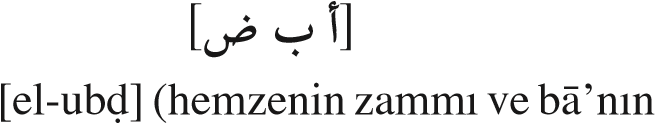 [أ ب ض]
[el-ubḍ] (hemzenin zammı ve bā’nın